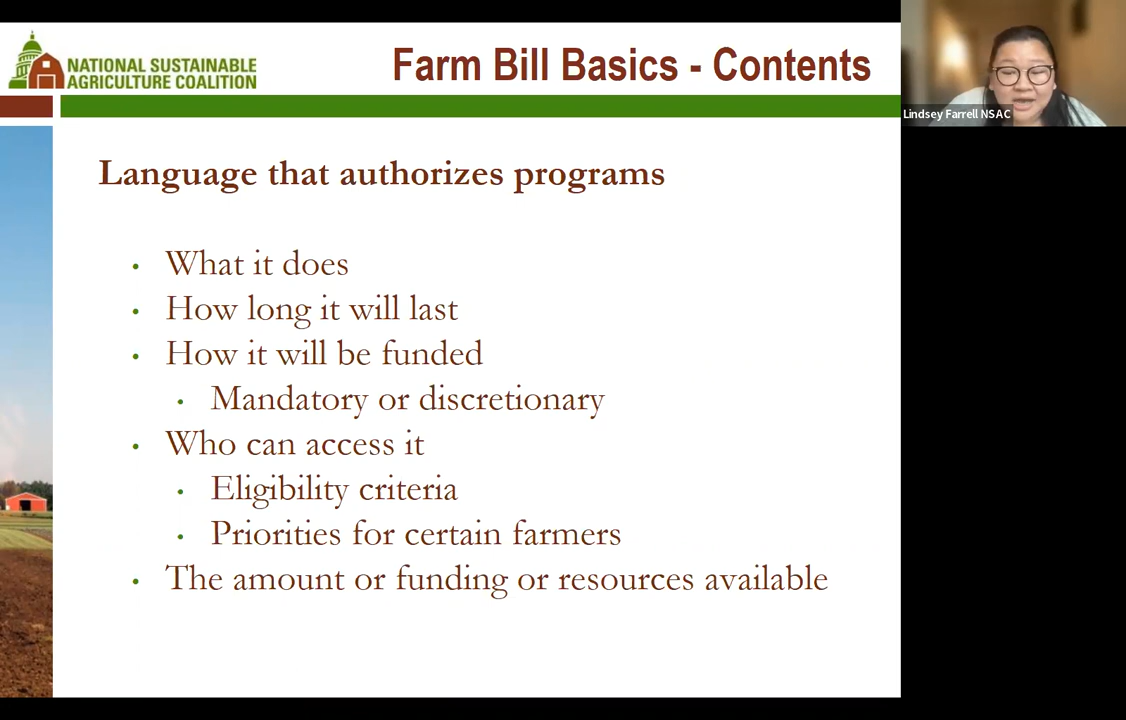 NATIONAL SUSTAINABLE
AGRICULTURE COALITION
Farm Bill Basics - Contents
Lindsey Farrell NSAC
Language that authorizes programs
• What it does
• How long it will last
• How it will be funded
• Mandatory or discretionary
• Who can access it
• Eligibility criteria
• Priorities for certain farmers
• The amount or funding or resources available